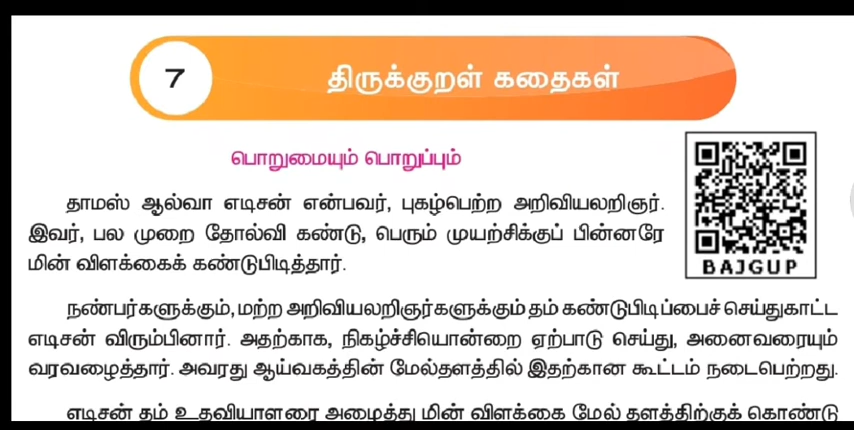 7
திருக்குறள் கதைகள்
பொறுமையும் பொறுப்பும்
தாமஸ் ஆல்வா எடிசன் என்பவர், புகழ்பெற்ற அறிவியலறிஞர்.
இவர், பல முறை தோல்வி கண்டு, பெரும் முயற்சிக்குப் பின்னரே
மின் விளக்கைக் கண்டுபிடித்தார்.
BAJGUP
நண்பர்களுக்கும், மற்ற அறிவியலறிஞர்களுக்கும் தம் கண்டுபிடிப்பைச் செய்துகாட்ட
எடிசன் விரும்பினார். அதற்காக, நிகழ்ச்சியொன்றை ஏற்பாடு செய்து, அனைவரையும்
வரவழைத்தார். அவரது ஆய்வகத்தின் மேல்தளத்தில் இதற்கான கூட்டம் நடைபெற்றது.
எடிசன் தம் உதவியாளரை அழைத்து மின் விளக்கை மேல் தளத்திற்குக் கொண்டு